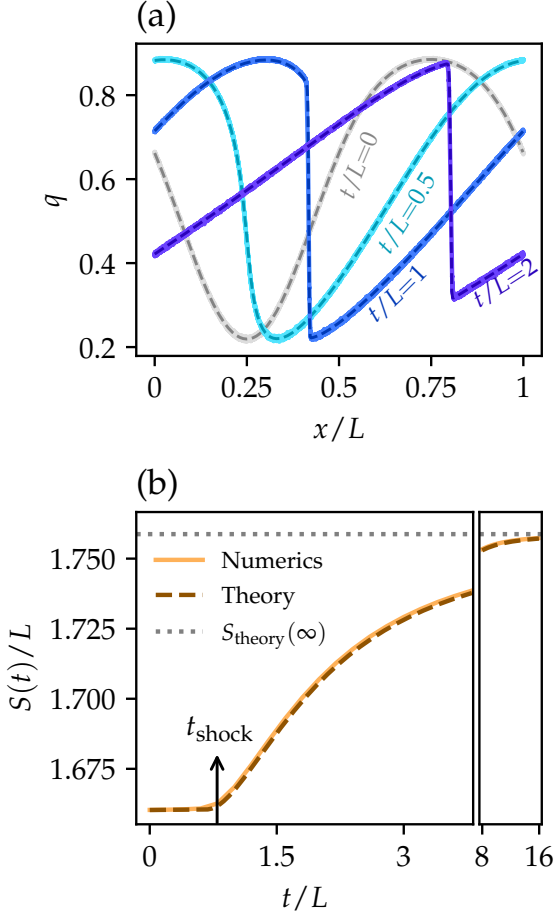 (a)
0.8
0.6
0.4
0.2
q
t/L=0
t/L=0.5
t/L=1
t/L=2
0 0.25 0.5 0.75 1
x/L
(b)
1.750
1.725
1.700
1.675
S(t)/L
Numerics
Theory
S_theory(∞)
t_shock
0 1.5 3 8 16
t/L